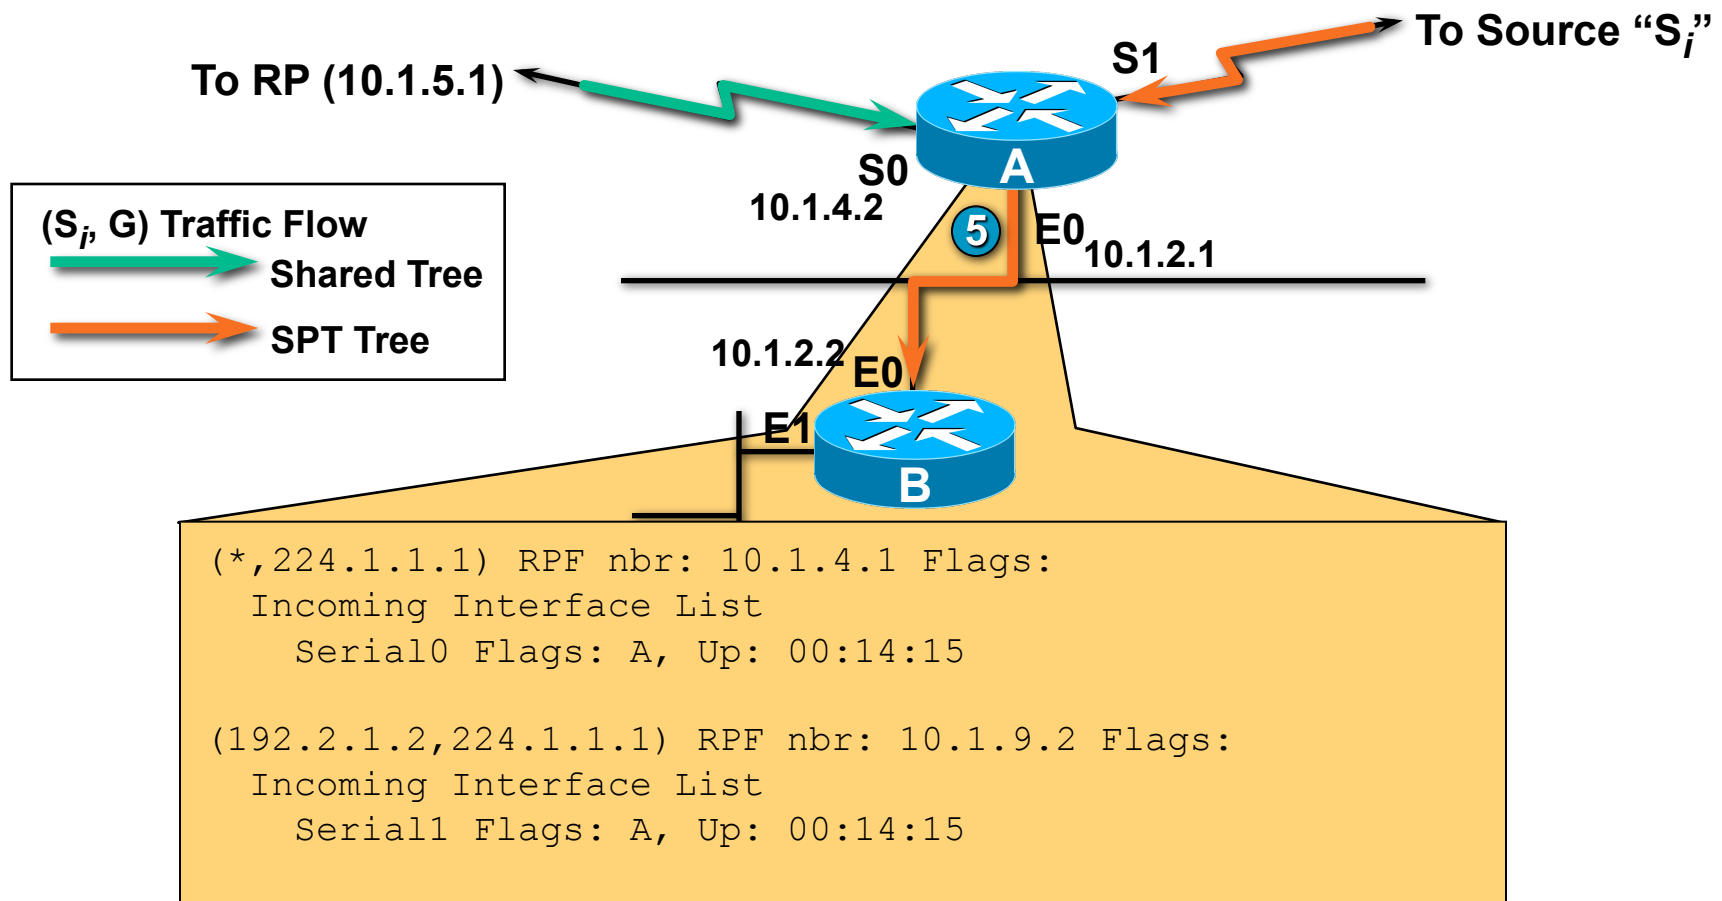 To Source “Si”
S1
To RP (10.1.5.1)
A
S0
10.1.4.2
5
E0
10.1.2.1
(Si, G) Traffic Flow
Shared Tree
SPT Tree
10.1.2.2
E0
E1
B
(*,224.1.1.1) RPF nbr: 10.1.4.1 Flags:
Incoming Interface List
Serial0 Flags: A, Up: 00:14:15
(192.2.1.2,224.1.1.1) RPF nbr: 10.1.9.2 Flags:
Incoming Interface List
Serial1 Flags: A, Up: 00:14:15